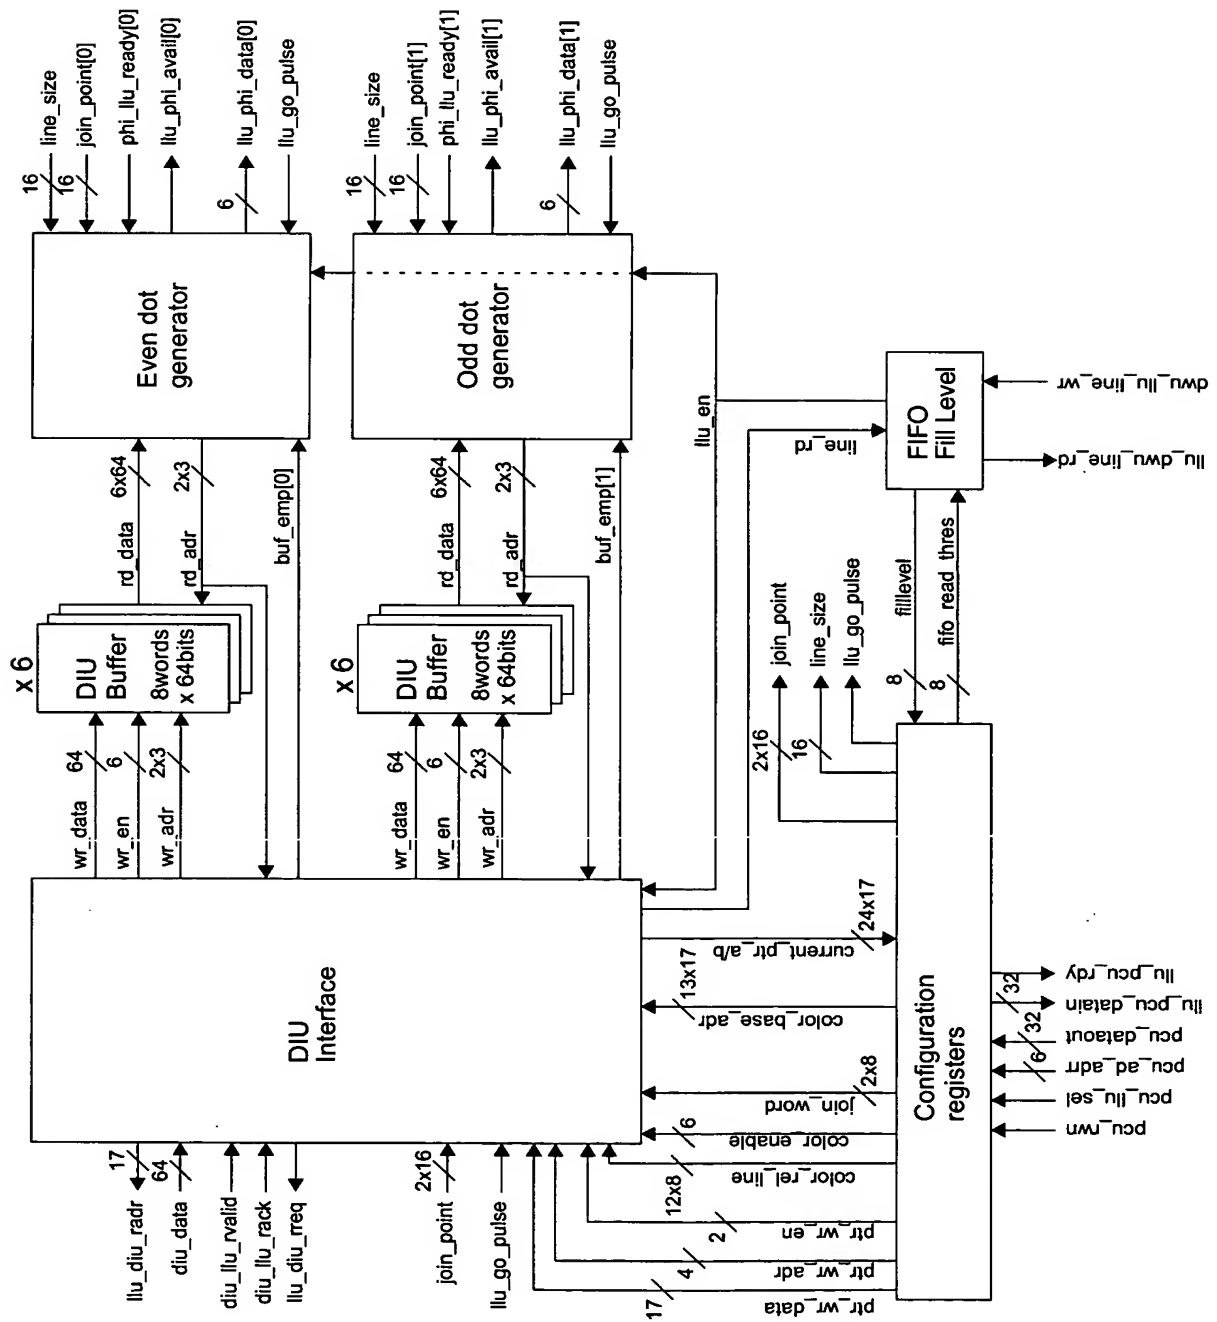 line_size
16
join_point[0]
16
phi_llu_ready[0]
llu_phi_avail[0]
llu_phi_data[0]
6
llu_go_pulse
Even dot
generator
rd_data
6x64
rd_adr
2x3
buf_emp[0]
x 6
DIU
Buffer
8words
x 64bits
wr_data
64
wr_en
6
wr_adr
2x3
line_size
16
join_point[1]
16
phi_llu_ready[1]
llu_phi_avail[1]
llu_phi_data[1]
6
llu_go_pulse
Odd dot
generator
rd_data
6x64
rd_adr
2x3
buf_emp[1]
x 6
DIU
Buffer
8words
x 64bits
wr_data
64
wr_en
6
wr_adr
2x3
DIU
Interface
llu_diu_radr
17
diu_data
64
diu_llu_rvalid
diu_llu_rack
llu_diu_rreq
join_point
2x16
llu_go_pulse
llu_en
line_rd
FIFO
Fill Level
dwu_llu_line_wr
llu_dwu_line_rd
filllevel
8
fifo_read_thres
8
join_point
2x16
line_size
16
llu_go_pulse
current_ptr_a/b
24x17
color_base_adr
13x17
join_word
2x8
color_enable
6
color_rel_line
12x8
ptr_wr_en
2
ptr_wr_adr
4
ptr_wr_data
17
Configuration
registers
llu_pcu_rdy
llu_pcu_datain
32
pcu_dataout
32
pcu_ad_adrr
6
pcu_llu_sel
pcu_rwn